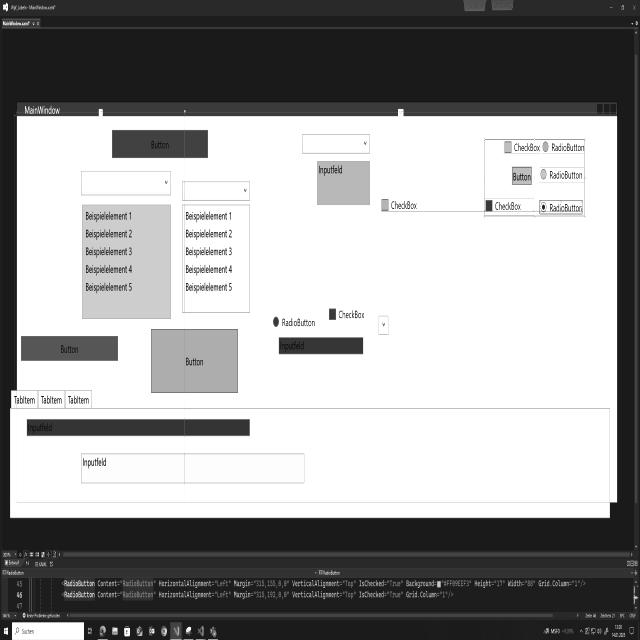 MainWindow.xaml*
MainWindow
Button
CheckBox RadioButton
Inputfeld
Button RadioButton
CheckBox
CheckBox RadioButton
Beispielelement 1
Beispielelement 2
Beispielelement 3
Beispielelement 4
Beispielelement 5
Beispielelement 1
Beispielelement 2
Beispielelement 3
Beispielelement 4
Beispielelement 5
RadioButton
CheckBox
Inputfeld
Button
Button
TabItem TabItem TabItem
Inputfeld
Inputfeld
RadioButton
RadioButton
45 <RadioButton Content="RadioButton" HorizontalAlignment="Left" Margin="315,155,0,0" VerticalAlignment="Top" IsChecked="True" Background="#FF09EEF3" Height="17" Width="88" Grid.Column="1"/>
46 <RadioButton Content="RadioButton" HorizontalAlignment="Left" Margin="315,192,0,0" VerticalAlignment="Top" IsChecked="True" Grid.Column="1"/>
47
Suchen